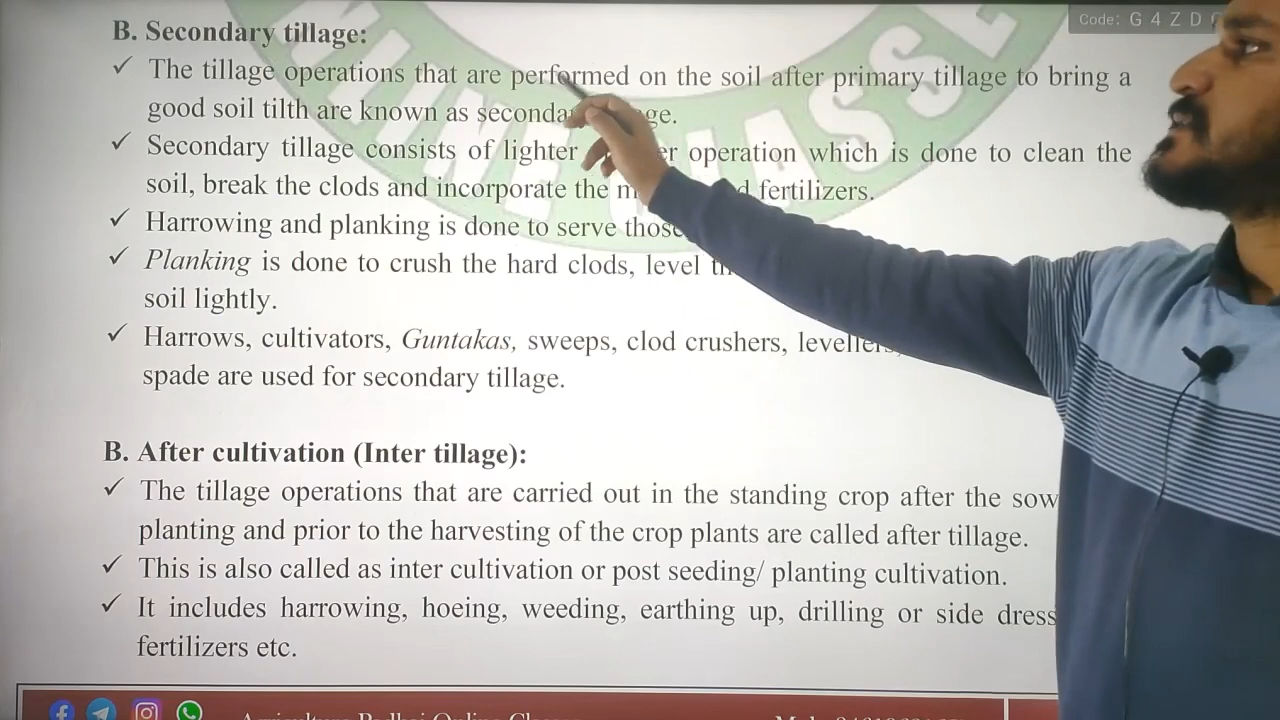 Code: G 4 Z D
B. Secondary tillage:
✓ The tillage operations that are performed on the soil after primary tillage to bring a
good soil tilth are known as
✓ Secondary tillage consists of lighter operation which is done to clean the
soil, break the clods and incorporate the fertilizers.
✓ Harrowing and planking is done to serve
✓ Planking is done to crush the hard clods, level
soil lightly.
✓ Harrows, cultivators, Guntakas, sweeps, clod crushers,
spade are used for secondary tillage.
B. After cultivation (Inter tillage):
✓ The tillage operations that are carried out in the standing crop after the
planting and prior to the harvesting of the crop plants are called after tillage.
✓ This is also called as inter cultivation or post seeding/ planting cultivation.
✓ It includes harrowing, hoeing, weeding, earthing up, drilling or side
fertilizers etc.